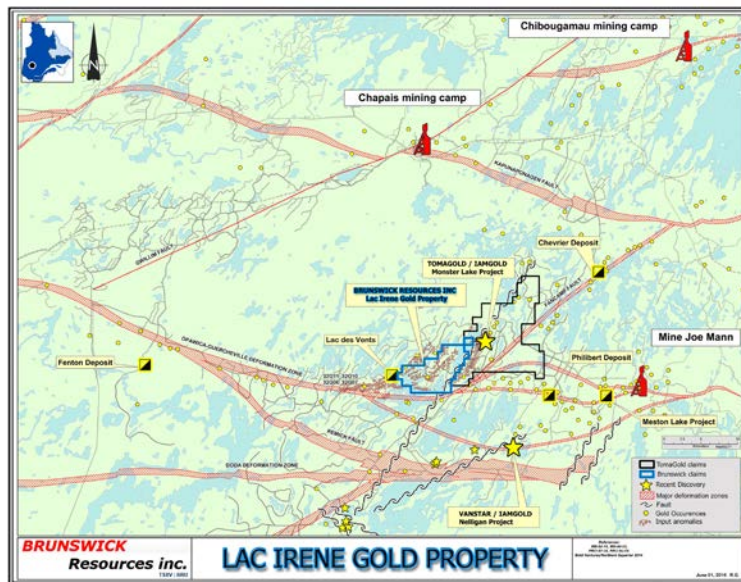 Chibougamau mining camp
N
Chapais mining camp
KAPUNAPOTAGEN FAULT
GWILLIM FAULT
Chevrier Deposit
TOMAGOLD / IAMGOLD
Monster Lake Project
FANCAMP FAULT
BRUNSWICK RESOURCES INC
Lac Irene Gold Property
OPAWICA-GUERCHEVILLE DEFORMATION ZONE
Lac des Vents
Mine Joe Mann
Fenton Deposit
Philibert Deposit
Meston Lake Project
DODA DEFORMATION ZONE
VANSTAR / IAMGOLD
Nelligan Project
TomaGold claims
Brunswick claims
Recent Discovery
Major deformation zones
Fault
Gold Occurences
Input anomalies
BRUNSWICK
Resources inc.
LAC IRENE GOLD PROPERTY
References: